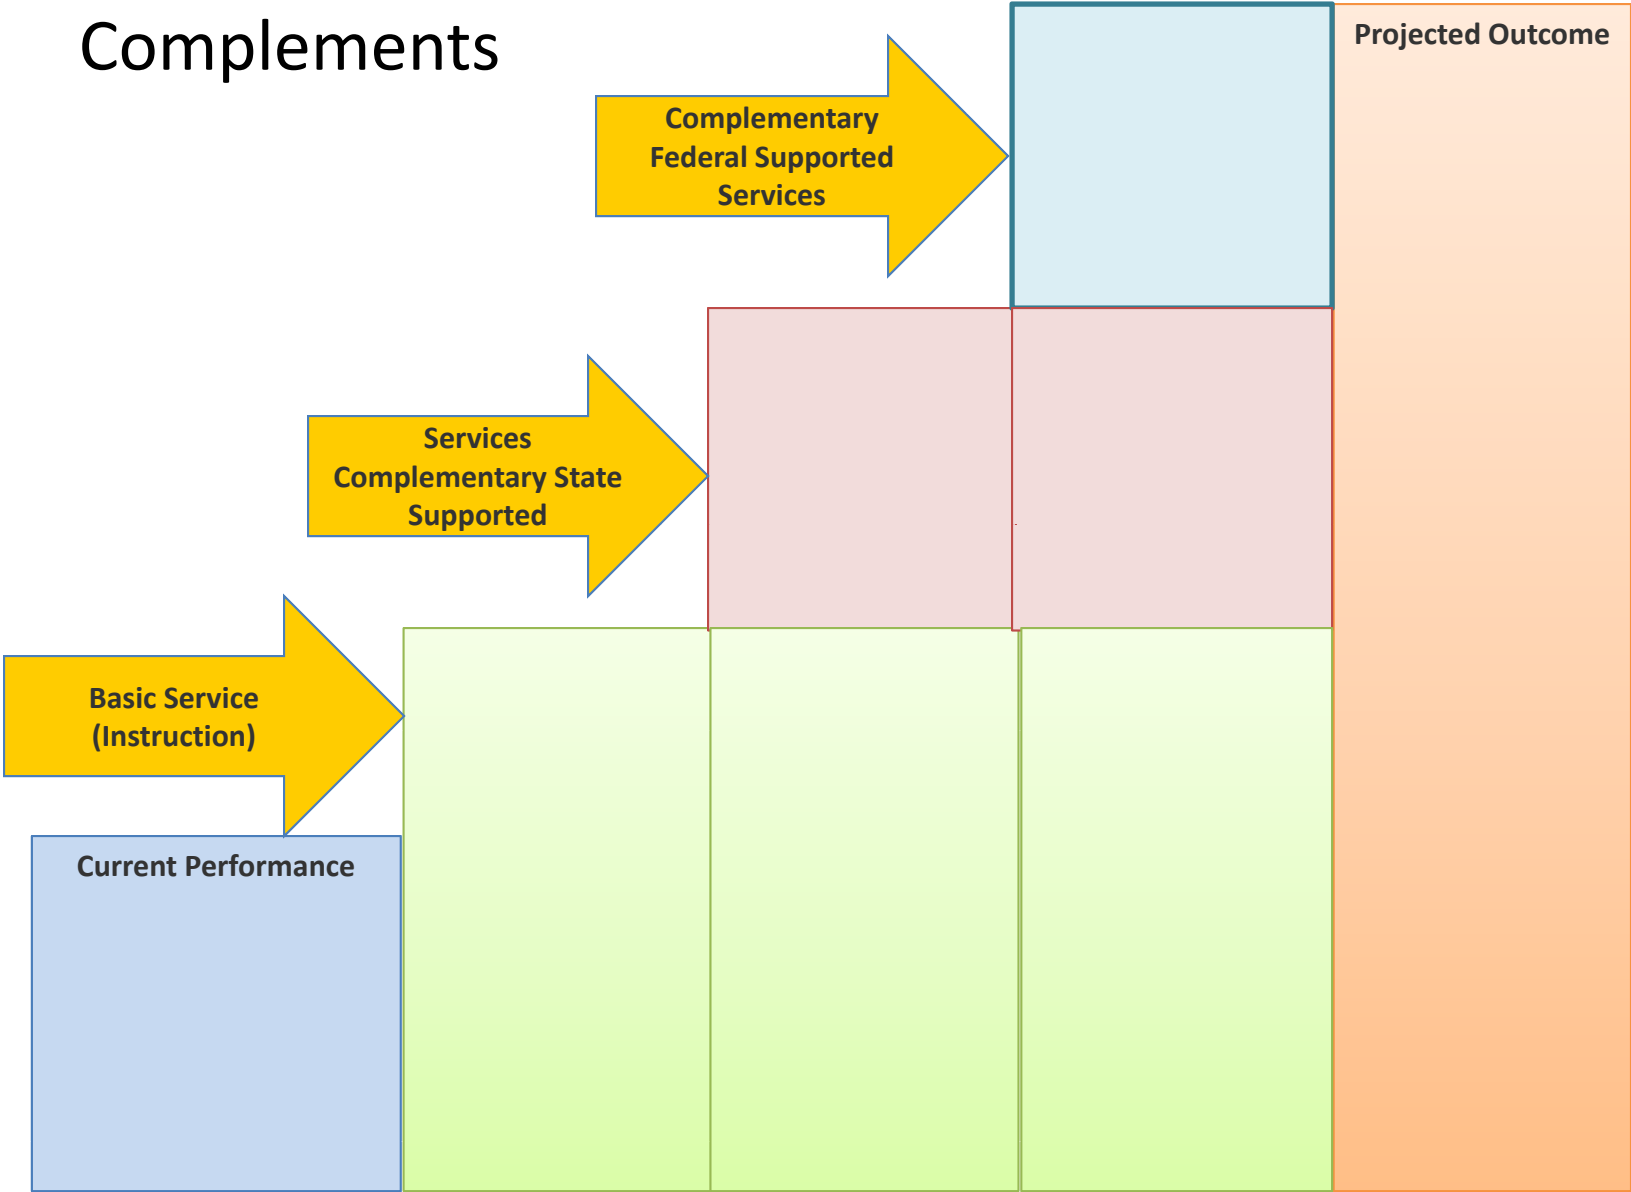 Complements
Projected Outcome
Complementary
Federal Supported
Services
Services
Complementary State
Supported
Basic Service
(Instruction)
Current Performance